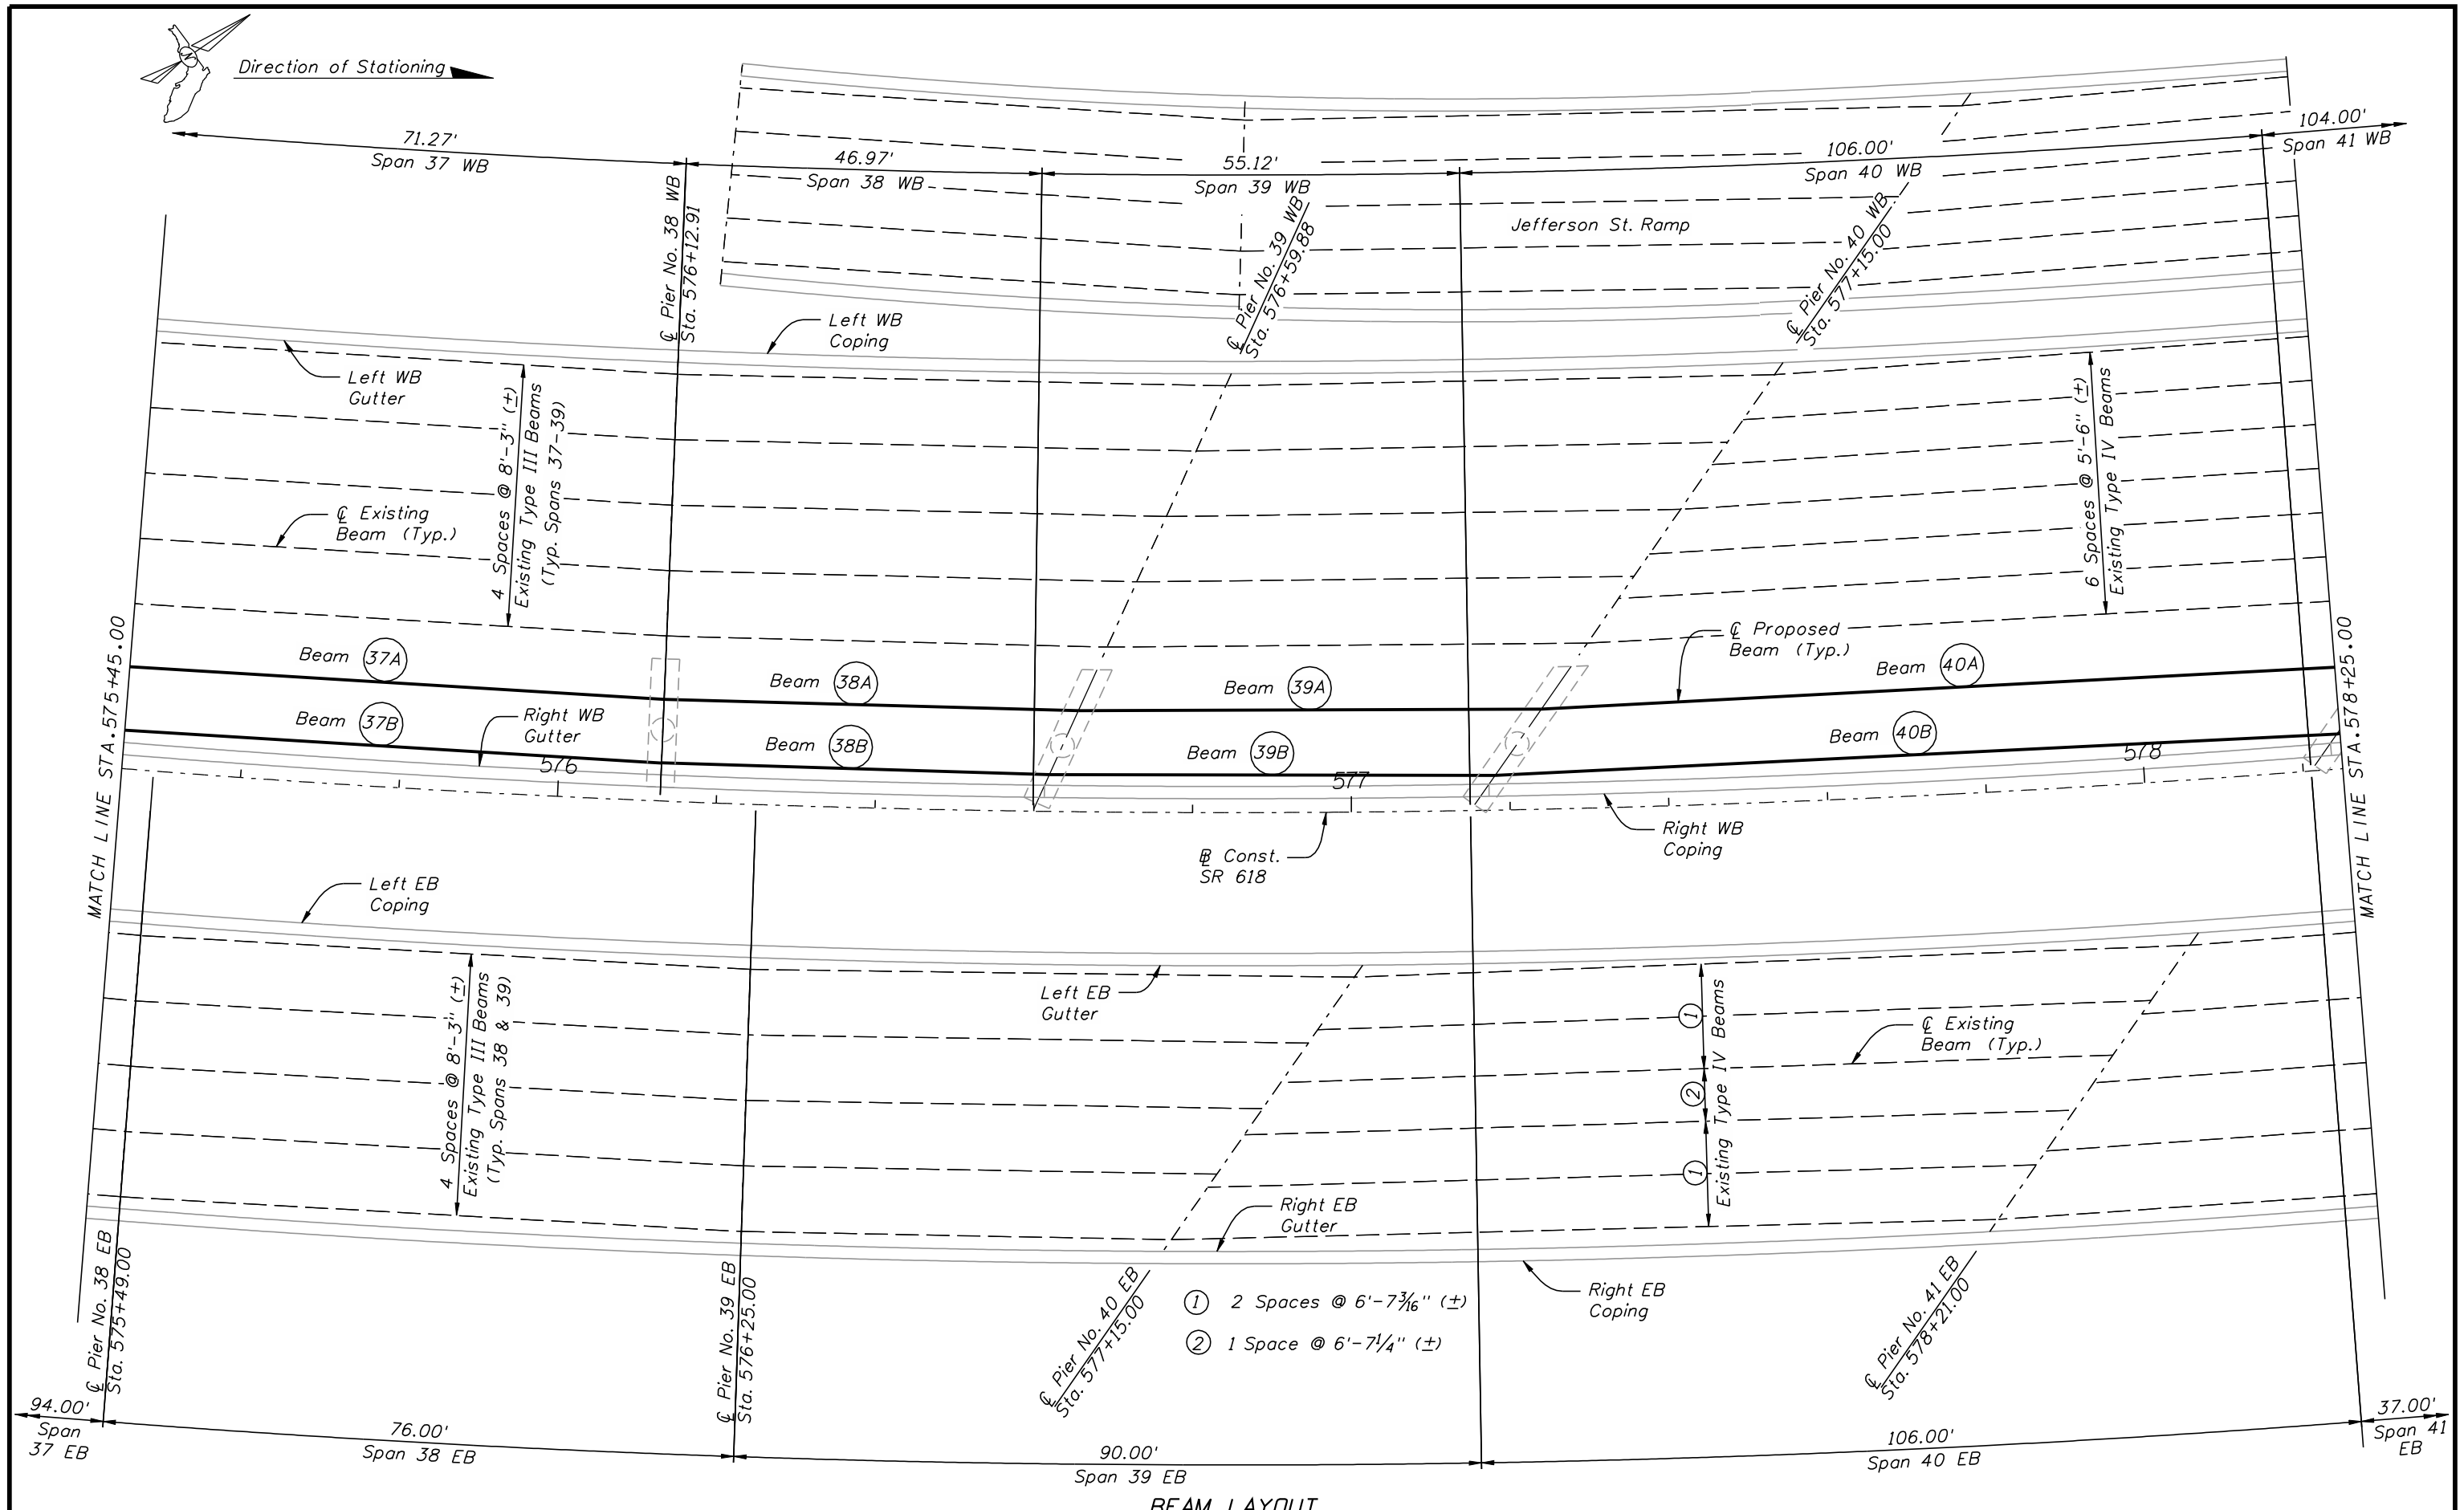 Direction of Stationing
71.27'
Span 37 WB
46.97'
Span 38 WB
55.12'
Span 39 WB
106.00'
Span 40 WB
104.00'
Span 41 WB
℄ Pier No. 38 WB
Sta. 576+12.91
℄ Pier No. 39 WB
Sta. 576+59.88
℄ Pier No. 40 WB
Sta. 577+15.00
Jefferson St. Ramp
Left WB
Coping
Left WB
Gutter
4 Spaces @ 8'-3" (±)
Existing Type III Beams
(Typ. Spans 37-39)
6 Spaces @ 5'-6" (±)
Existing Type IV Beams
℄ Existing
Beam (Typ.)
℄ Proposed
Beam (Typ.)
MATCH LINE STA. 575+45.00
MATCH LINE STA. 578+25.00
Beam 37A
Beam 38A
Beam 39A
Beam 40A
Beam 37B
Beam 38B
Beam 39B
Beam 40B
Right WB
Gutter
576
577
578
Right WB
Coping
℄ Const.
SR 618
Left EB
Coping
Left EB
Gutter
4 Spaces @ 8'-3" (±)
Existing Type III Beams
(Typ. Spans 38 & 39)
1
2
1
Existing Type IV Beams
℄ Existing
Beam (Typ.)
Right EB
Gutter
Right EB
Coping
℄ Pier No. 38 EB
Sta. 575+49.00
℄ Pier No. 39 EB
Sta. 576+25.00
℄ Pier No. 40 EB
Sta. 577+15.00
℄ Pier No. 41 EB
Sta. 578+21.00
1 2 Spaces @ 6'-7 3/16" (±)
2 1 Space @ 6'-7 1/4" (±)
94.00'
Span
37 EB
76.00'
Span 38 EB
90.00'
Span 39 EB
106.00'
Span 40 EB
37.00'
Span 41
EB
BEAM LAYOUT